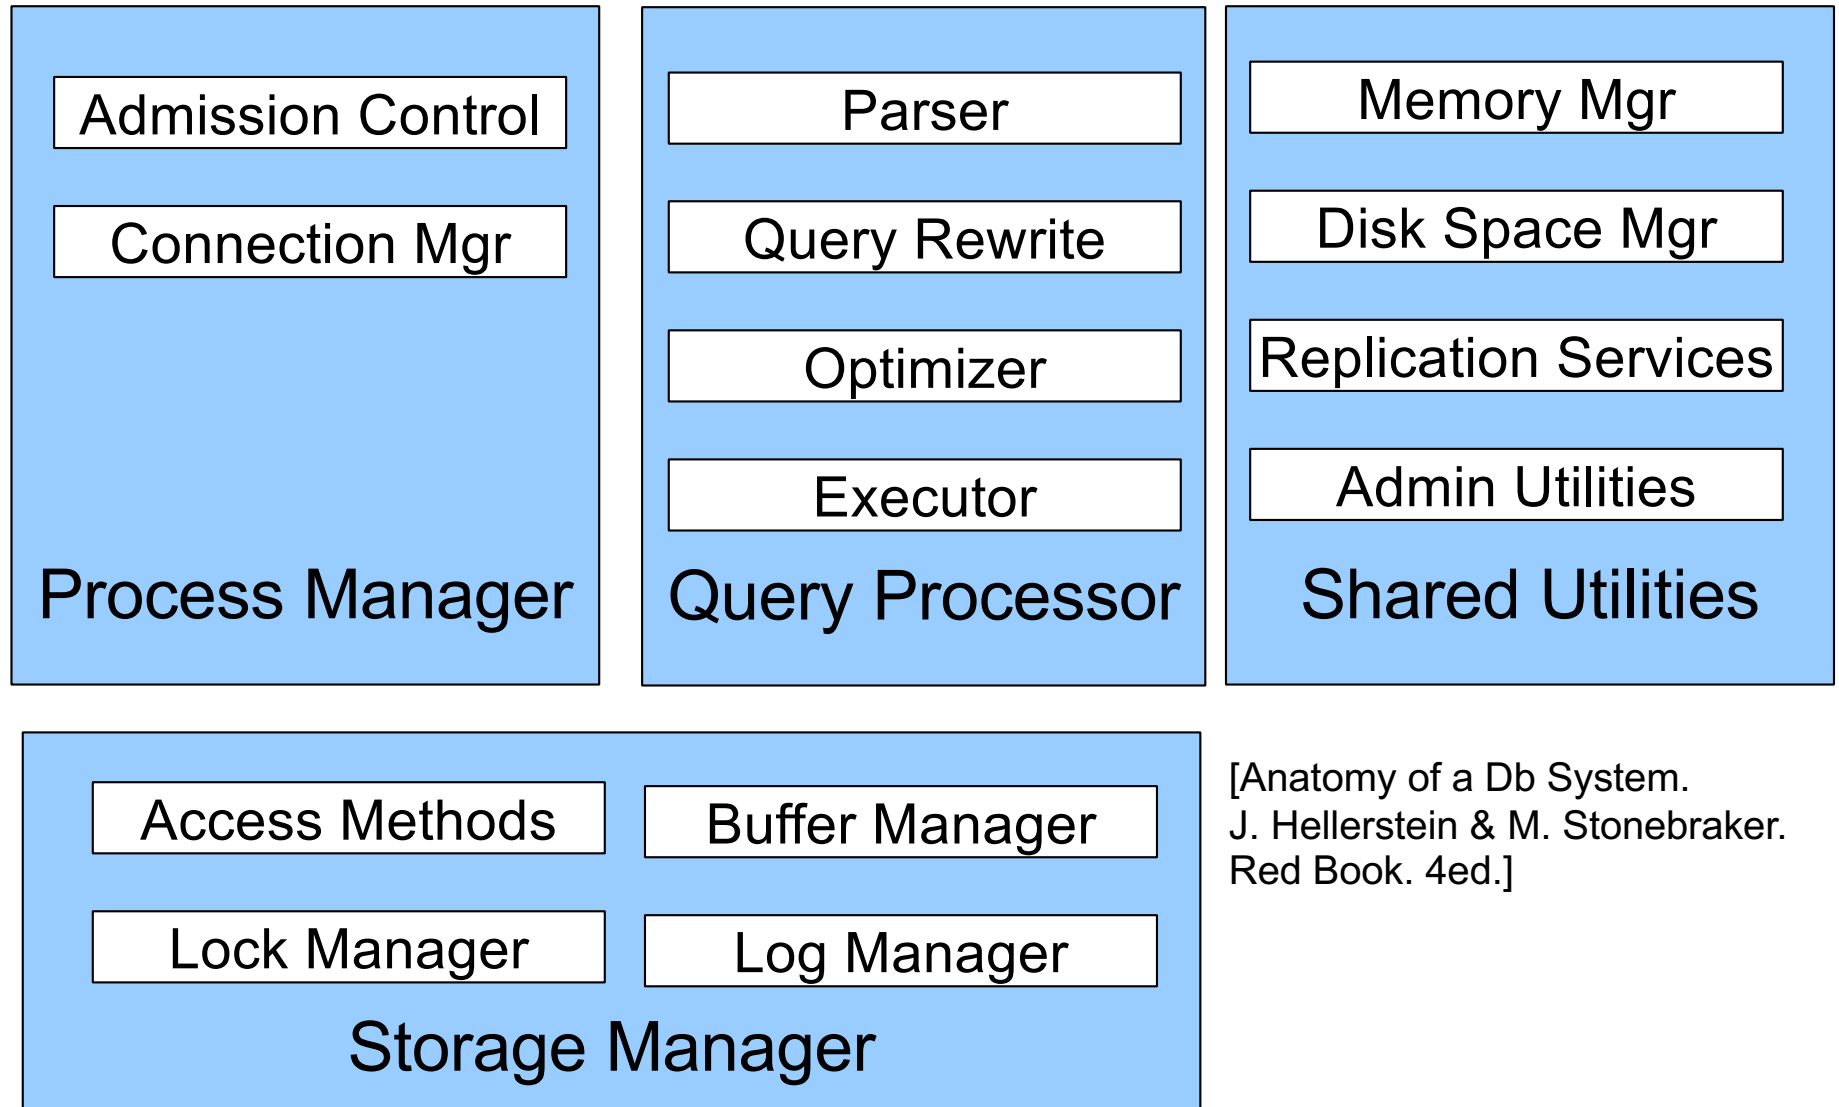 Admission Control
Connection Mgr
Process Manager
Parser
Query Rewrite
Optimizer
Executor
Query Processor
Memory Mgr
Disk Space Mgr
Replication Services
Admin Utilities
Shared Utilities
Access Methods
Buffer Manager
Lock Manager
Log Manager
Storage Manager
[Anatomy of a Db System.
J. Hellerstein & M. Stonebraker.
Red Book. 4ed.]